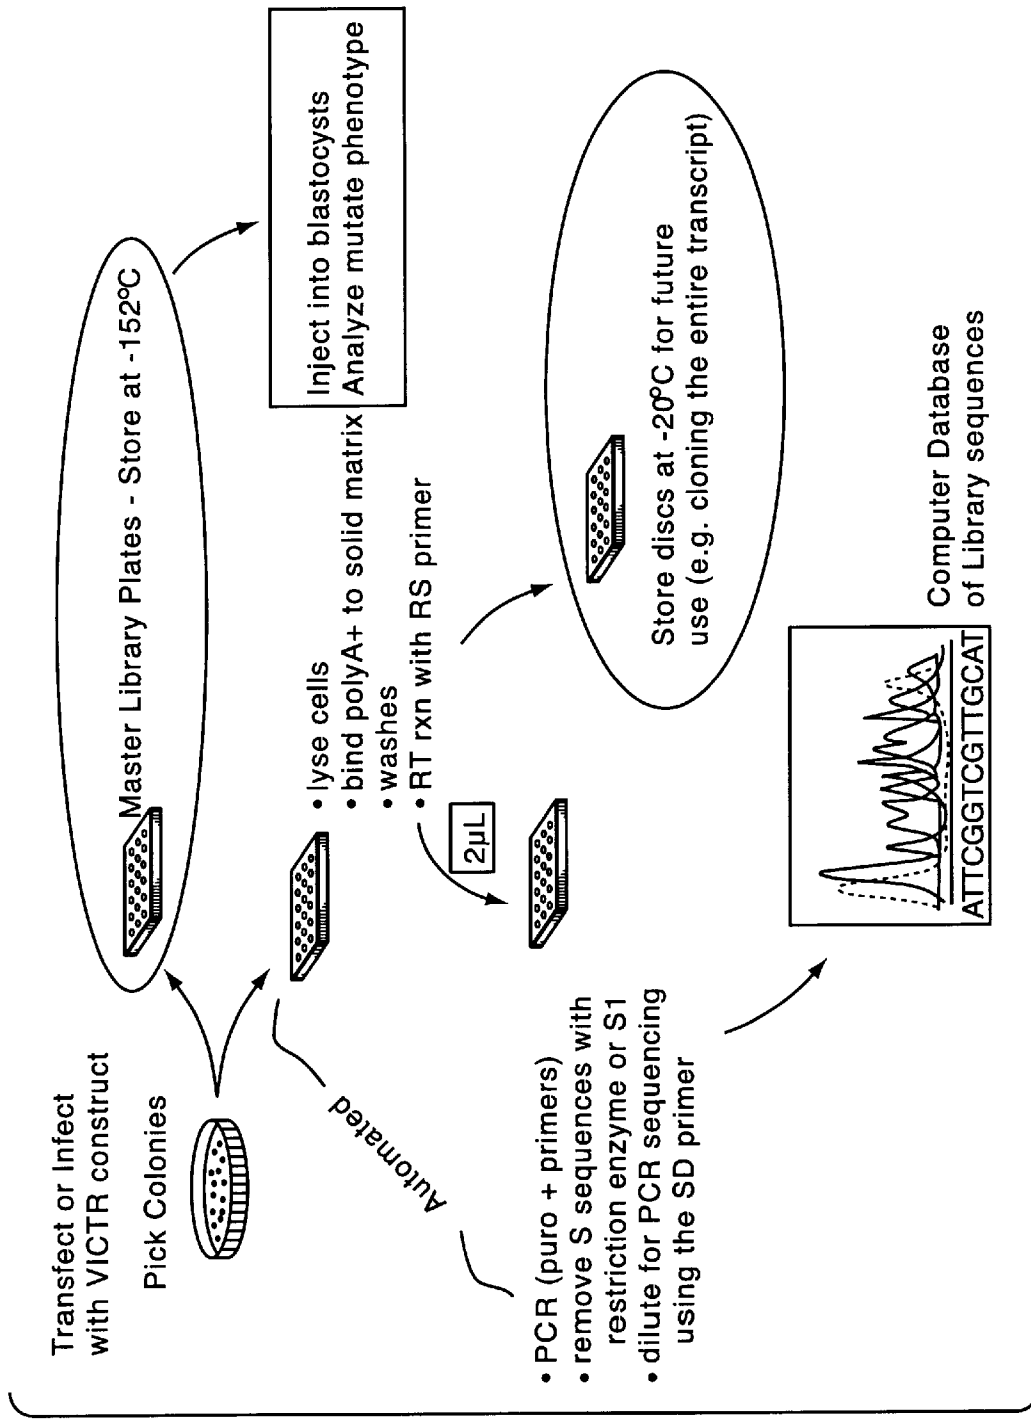 Transfect or Infect
with VICTR construct
Pick Colonies
Master Library Plates - Store at -152°C
Inject into blastocysts
Analyze mutate phenotype
• lyse cells
• bind polyA+ to solid matrix
• washes
• RT rxn with RS primer
2µL
Automated
Store discs at -20°C for future
use (e.g. cloning the entire transcript)
• PCR (puro + primers)
• remove S sequences with
restriction enzyme or S1
• dilute for PCR sequencing
using the SD primer
ATTCGGTCGTTGCAT
Computer Database
of Library sequences